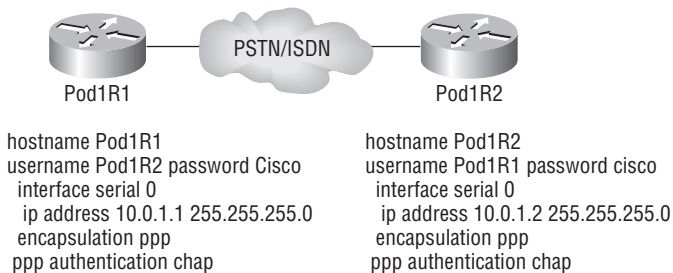 PSTN/ISDN
Pod1R1
Pod1R2
hostname Pod1R1
username Pod1R2 password Cisco
interface serial 0
ip address 10.0.1.1 255.255.255.0
encapsulation ppp
ppp authentication chap
hostname Pod1R2
username Pod1R1 password cisco
interface serial 0
ip address 10.0.1.2 255.255.255.0
encapsulation ppp
ppp authentication chap